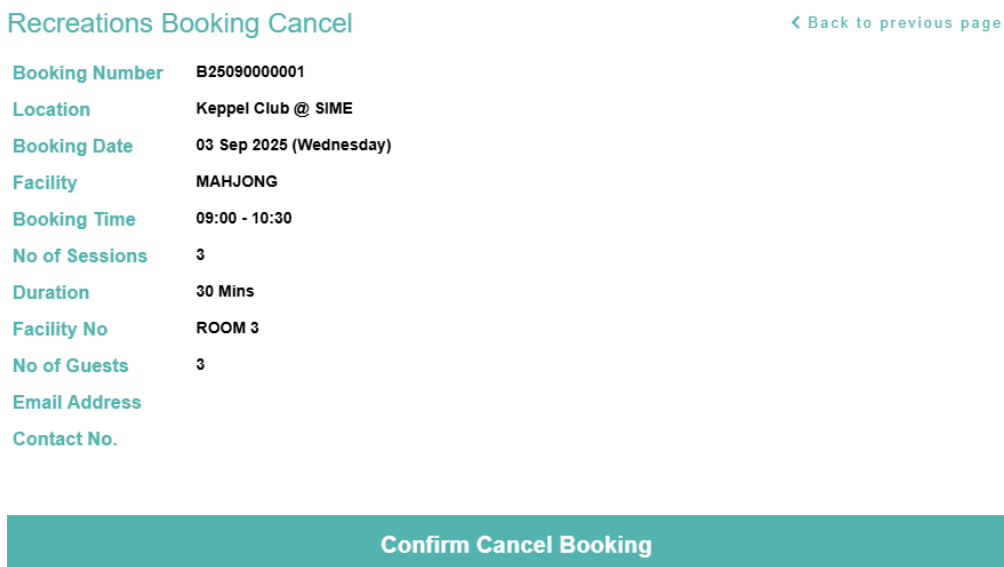 Recreations Booking Cancel
Back to previous page
Booking Number B25090000001
Location Keppel Club @ SIME
Booking Date 03 Sep 2025 (Wednesday)
Facility MAHJONG
Booking Time 09:00 - 10:30
No of Sessions 3
Duration 30 Mins
Facility No ROOM 3
No of Guests 3
Email Address
Contact No.
Confirm Cancel Booking